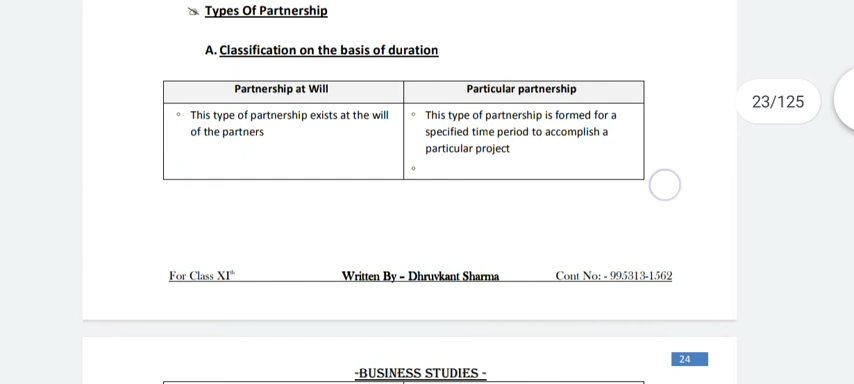 Types Of Partnership
A. Classification on the basis of duration
Partnership at Will
Particular partnership
This type of partnership exists at the will
of the partners
This type of partnership is formed for a
specified time period to accomplish a
particular project
23/125
For Class XIth
Written By – Dhruvkant Sharma
Cont No: - 995313-1562
24
-BUSINESS STUDIES -